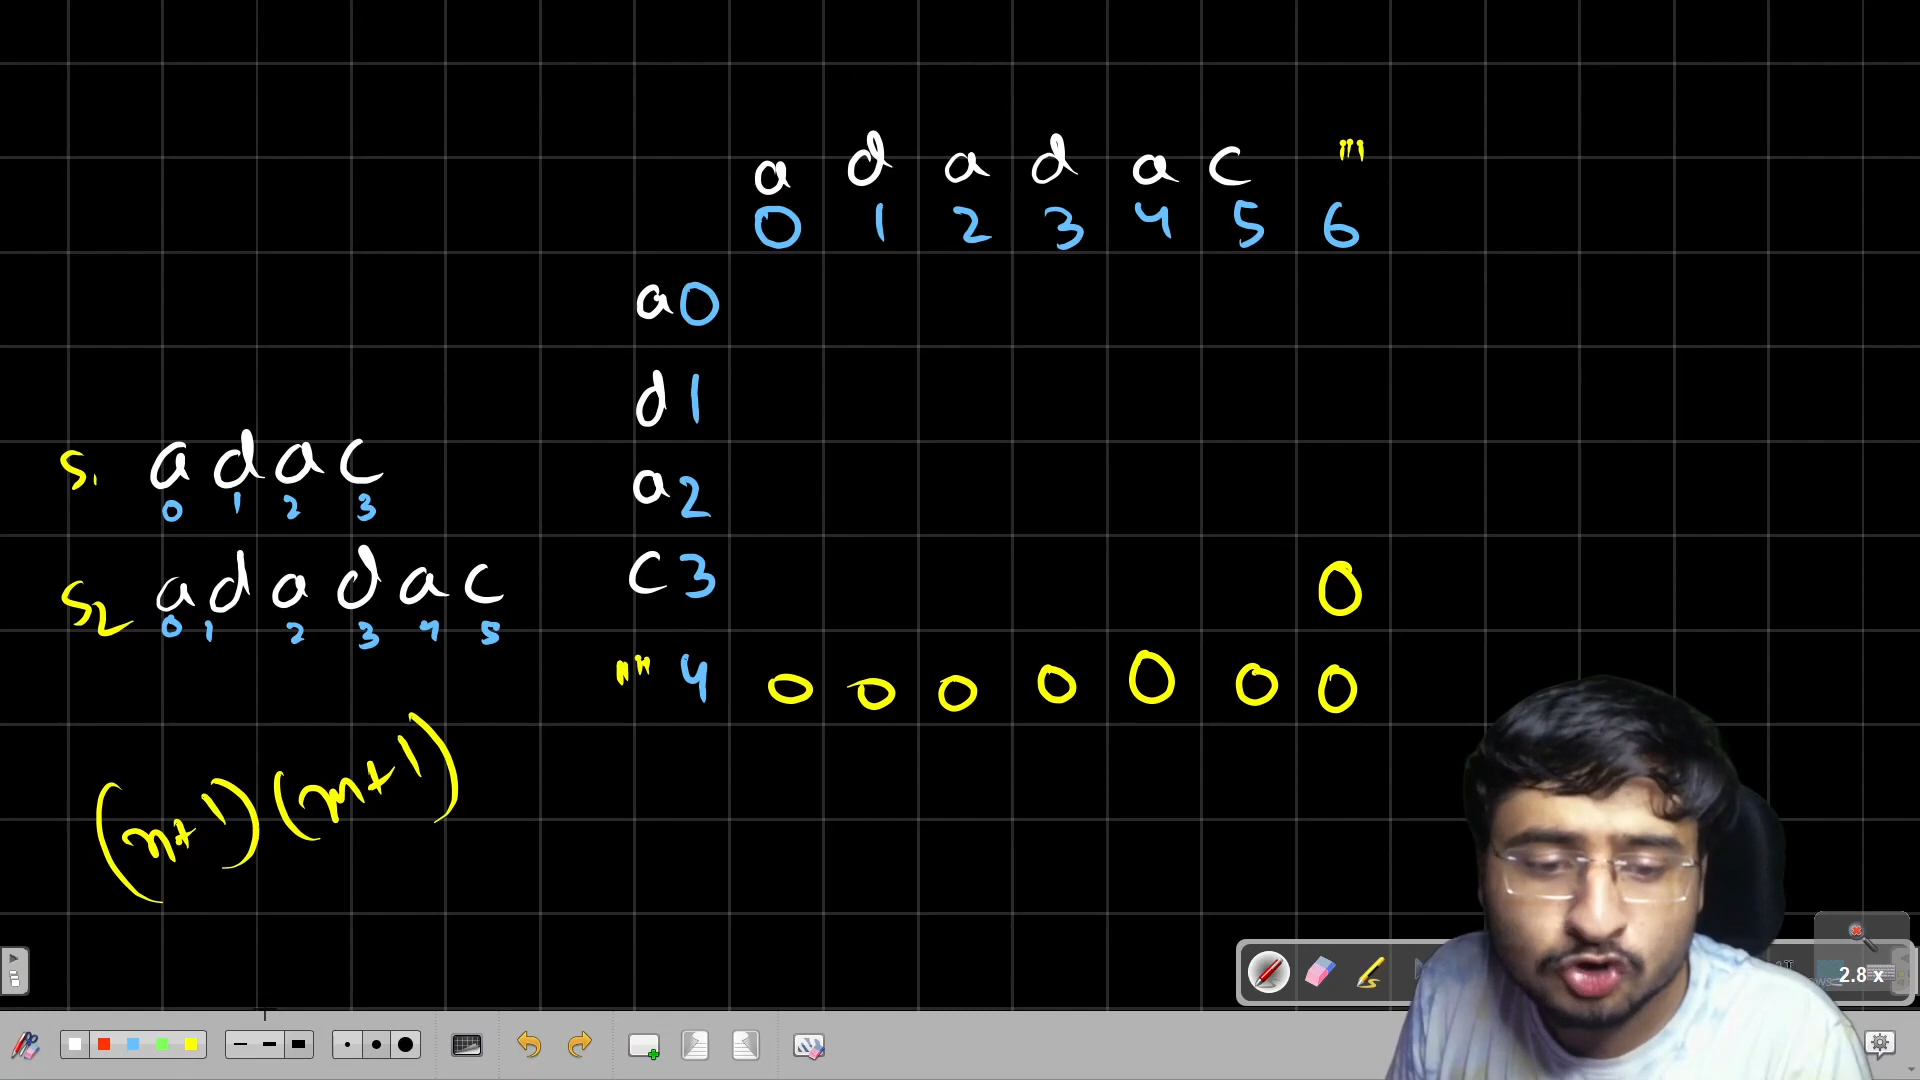 a d a d a c ""
0 1 2 3 4 5 6
a 0
d 1
a 2
c 3 0
"" 4 0 0 0 0 0 0 0
S1 a d a c
0 1 2 3
S2 a d a d a c
0 1 2 3 4 5
(n+1)(m+1)
2.8 x